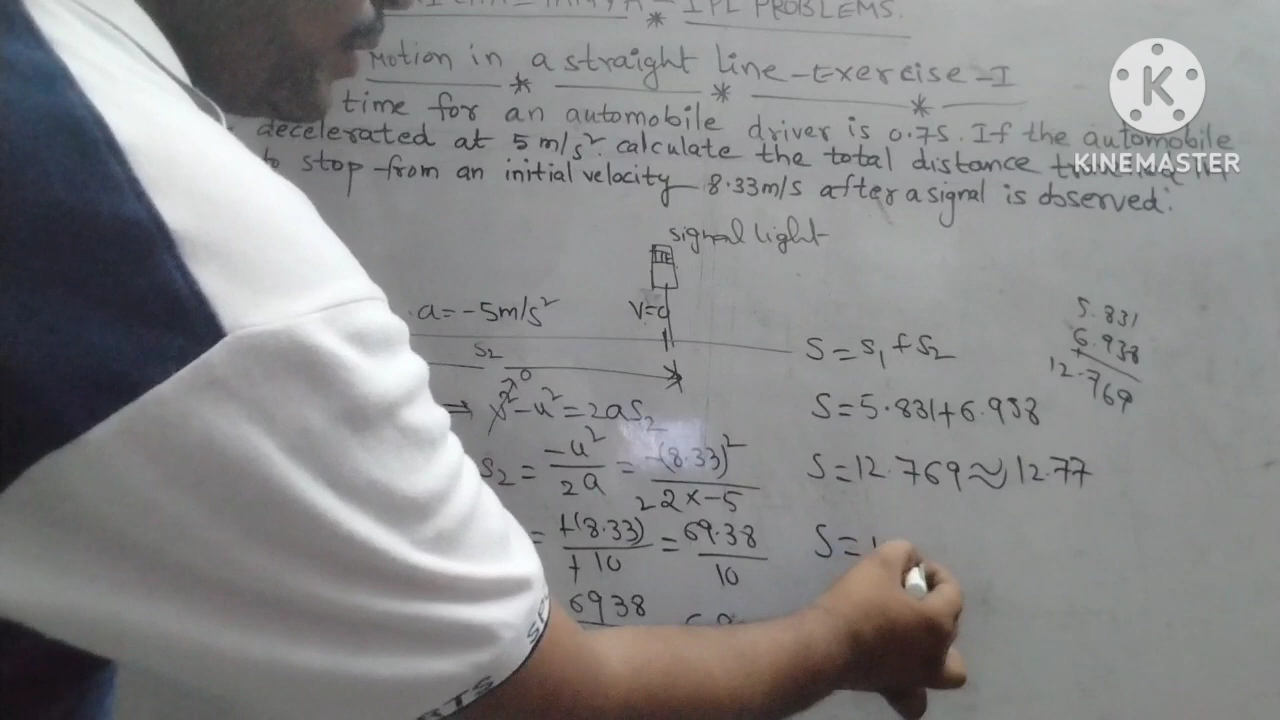 IPL PROBLEMS.
Motion in a straight line-Exercise-I
time for an automobile driver is 0.7s. If the automobile
decelerated at 5 m/s². calculate the total distance
to stop from an initial velocity 8.33m/s after a signal is observed:
K
KINEMASTER
signal light
a=-5m/s²
V=0
S₂
⇒ v²-u²=2aS₂
0
S₂ = -u²/2a = -(8.33)²/2x-5
= +(8.33)/+10 = 69.38/10
6938
S=S₁+S₂
S=5.831+6.938
S=12.769≈12.77
S=1
5.831
6.938
12.769
SP
RTS